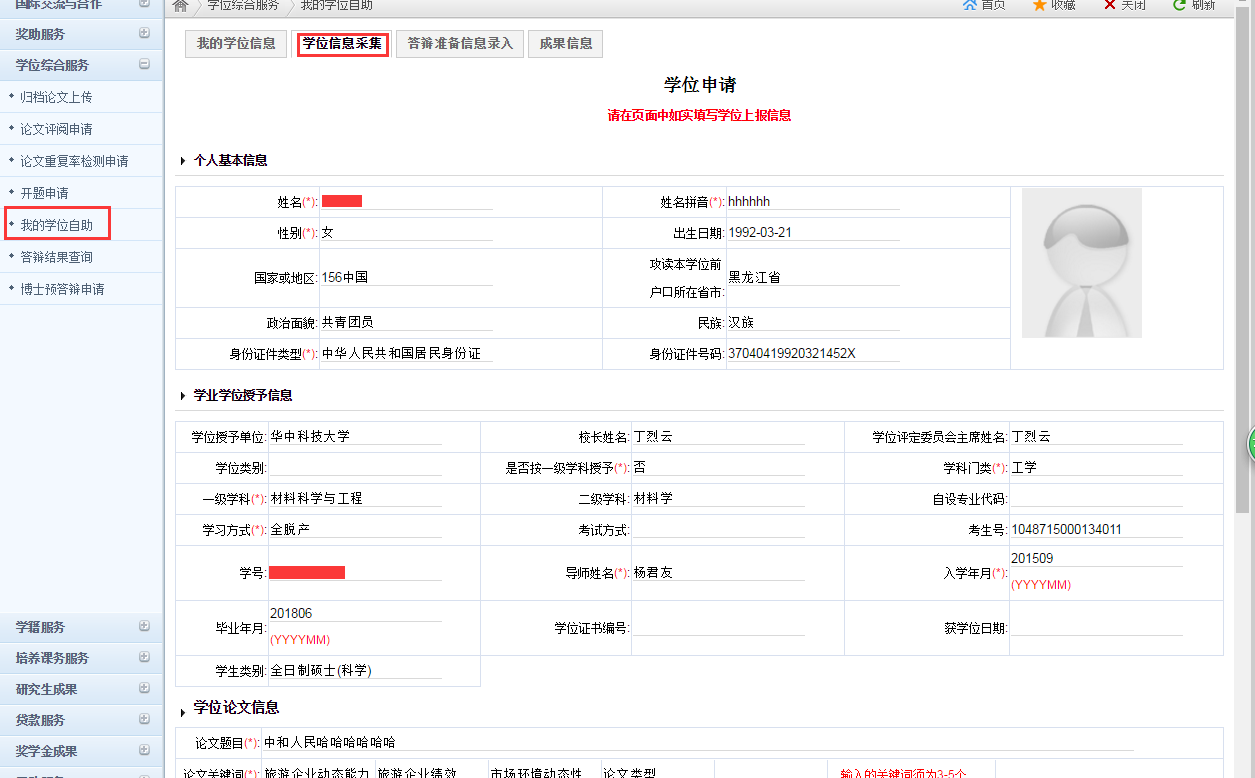 国际交流与合作
学位综合服务 我的学位自助 首页 收藏 关闭 刷新
奖助服务
学位综合服务
归档论文上传
论文评阅申请
论文重复率检测申请
开题申请
我的学位自助
答辩结果查询
博士预答辩申请
学籍服务
培养课务服务
研究生成果
贷款服务
奖学金成果
我的学位信息 学位信息采集 答辩准备信息录入 成果信息
学位申请
请在页面中如实填写学位上报信息
个人基本信息
姓名(*): 姓名拼音(*): hhhhhh
性别(*): 女 出生日期: 1992-03-21
国家或地区: 156中国 攻读本学位前
户口所在省市: 黑龙江省
政治面貌: 共青团员 民族: 汉族
身份证件类型(*): 中华人民共和国居民身份证 身份证件号码: 37040419920321452X
学业学位授予信息
学位授予单位: 华中科技大学 校长姓名: 丁烈云 学位评定委员会主席姓名: 丁烈云
学位类别: 是否按一级学科授予(*): 否 学科门类(*): 工学
一级学科(*): 材料科学与工程 二级学科: 材料学 自设专业代码:
学习方式(*): 全脱产 考试方式: 考生号: 1048715000134011
学号: 导师姓名(*): 杨君友 入学年月(*): 201509
(YYYYMM)
毕业年月: 201806 学位证书编号: 获学位日期:
(YYYYMM)
学生类别: 全日制硕士(科学)
学位论文信息
论文题目(*): 中和人民哈哈哈哈哈哈
论文关键词(*): 旅游企业动态能力 旅游企业绩效 市场环境动态性 论文类型 输入的关键词须为3-5个